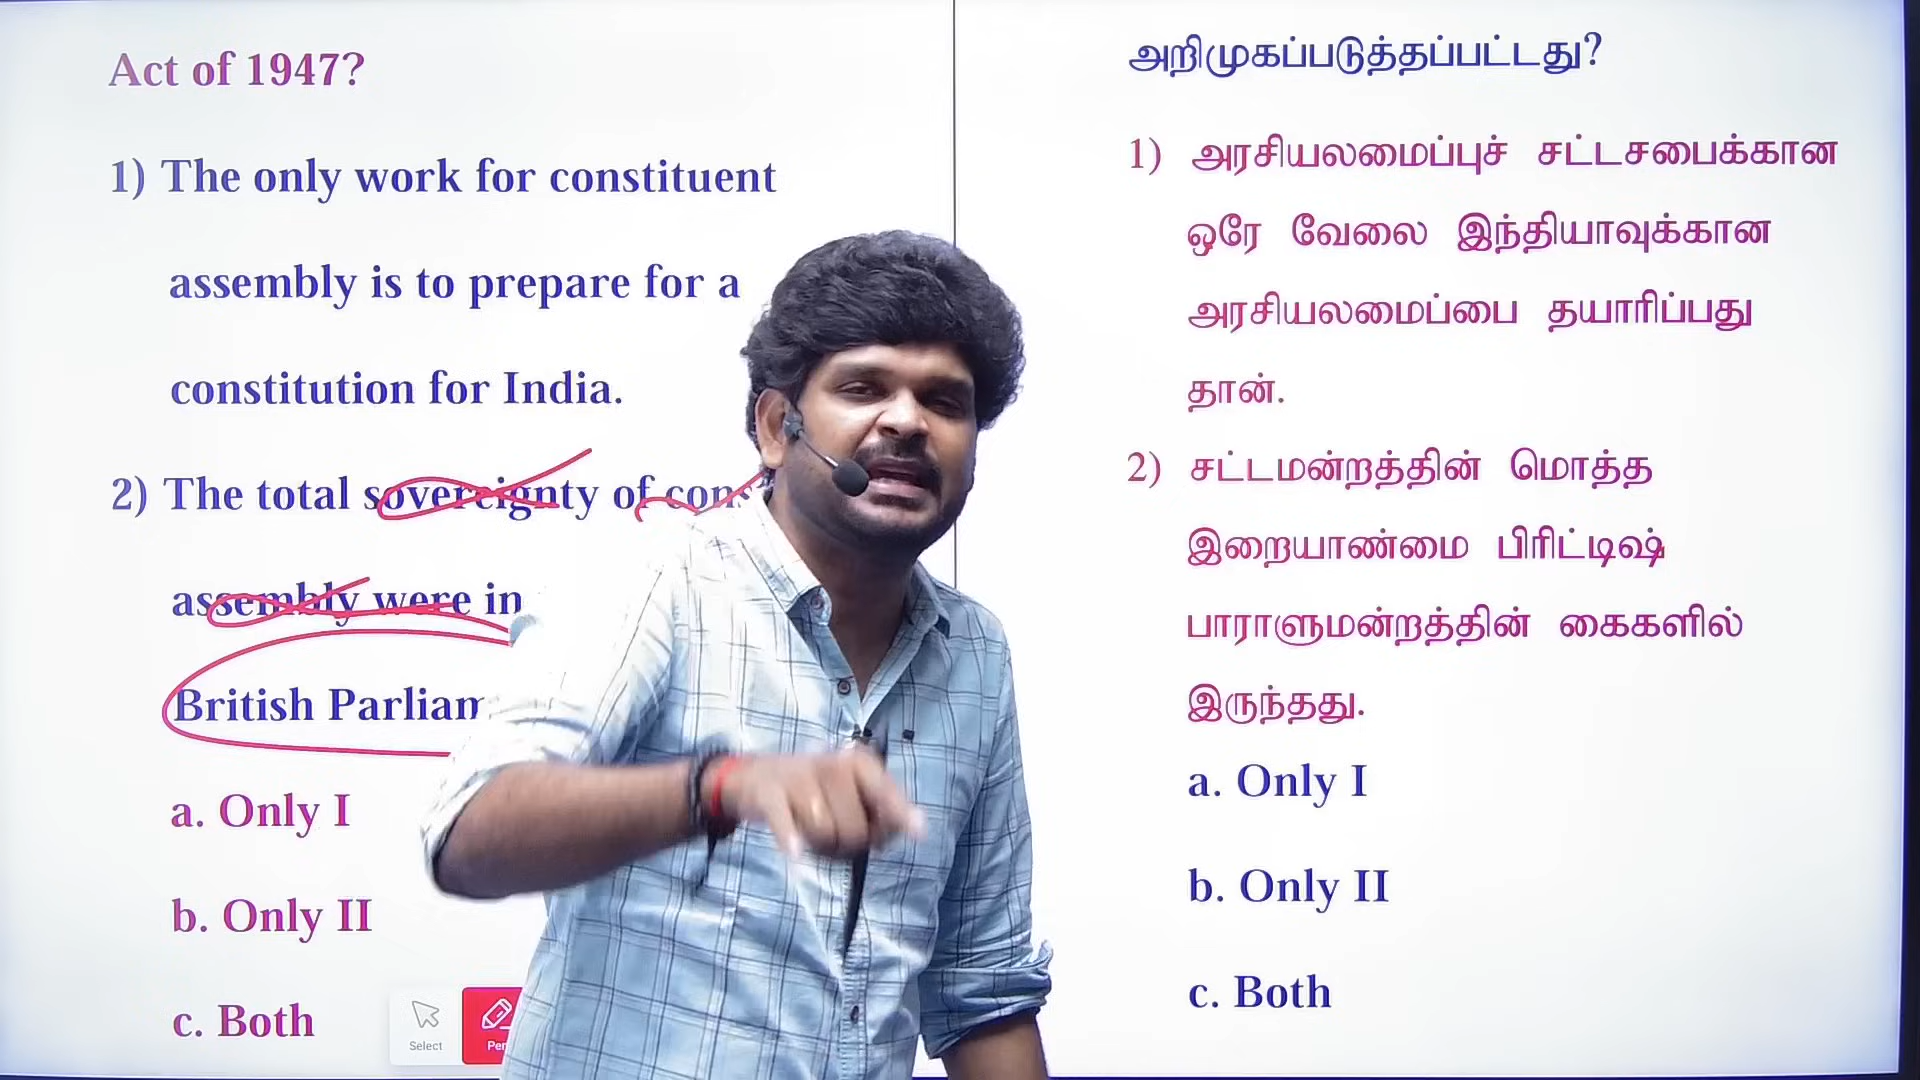 Act of 1947?
1) The only work for constituent
assembly is to prepare for a
constitution for India.
2) The total sovereignty of
assembly were in
British
a. Only I
b. Only II
c. Both
Select
அறிமுகப்படுத்தப்பட்டது?
1) அரசியலமைப்புச் சட்டசபைக்கான
ஒரே வேலை இந்தியாவுக்கான
அரசியலமைப்பை தயாரிப்பது
தான்.
2) சட்டமன்றத்தின் மொத்த
இறையாண்மை பிரிட்டிஷ்
பாராளுமன்றத்தின் கைகளில்
இருந்தது.
a. Only I
b. Only II
c. Both